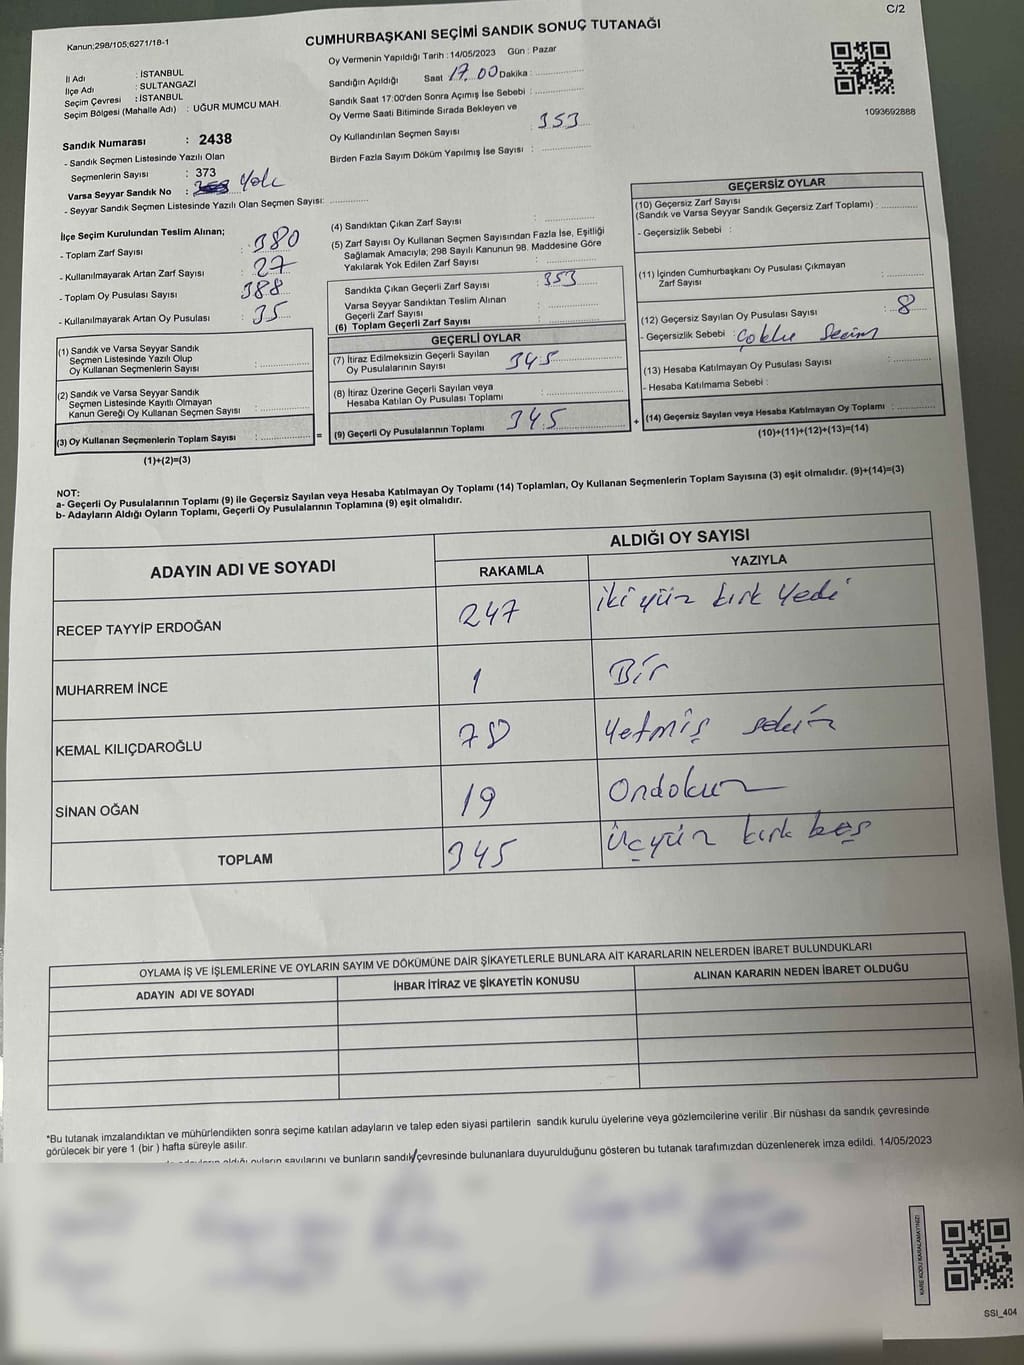 C/2
Kanun:298/105;6271/18-1
CUMHURBAŞKANI SEÇİMİ SANDIK SONUÇ TUTANAĞI
İl Adı : İSTANBUL
İlçe Adı : SULTANGAZİ
Seçim Çevresi : İSTANBUL
Seçim Bölgesi (Mahalle Adı) : UĞUR MUMCU MAH.
Oy Vermenin Yapıldığı Tarih : 14/05/2023 Gün : Pazar
Sandığın Açıldığı Saat 17.00 Dakika :
Sandık Saat 17:00'den Sonra Açımış İse Sebebi :
Oy Verme Saati Bitiminde Sırada Bekleyen ve
Oy Kullandırılan Seçmen Sayısı 353
Birden Fazla Sayım Döküm Yapılmış İse Sayısı :
1093692888
Sandık Numarası : 2438
- Sandık Seçmen Listesinde Yazılı Olan
Seçmenlerin Sayısı : 373
Varsa Seyyar Sandık No : Yok
- Seyyar Sandık Seçmen Listesinde Yazılı Olan Seçmen Sayısı:
İlçe Seçim Kurulundan Teslim Alınan;
- Toplam Zarf Sayısı : 380
- Kullanılmayarak Artan Zarf Sayısı : 27
- Toplam Oy Pusulası Sayısı : 388
- Kullanılmayarak Artan Oy Pusulası : 35
(1) Sandık ve Varsa Seyyar Sandık
Seçmen Listesinde Yazılı Olup
Oy Kullanan Seçmenlerin Sayısı :
(2) Sandık ve Varsa Seyyar Sandık
Seçmen Listesinde Kayıtlı Olmayan
Kanun Gereği Oy Kullanan Seçmen Sayısı :
(3) Oy Kullanan Seçmenlerin Toplam Sayısı :
(1)+(2)=(3)
=
(4) Sandıktan Çıkan Zarf Sayısı :
(5) Zarf Sayısı Oy Kullanan Seçmen Sayısından Fazla İse, Eşitliği
Sağlamak Amacıyla; 298 Sayılı Kanunun 98. Maddesine Göre
Yakılarak Yok Edilen Zarf Sayısı :
Sandıkta Çıkan Geçerli Zarf Sayısı : 353
Varsa Seyyar Sandıktan Teslim Alınan
Geçerli Zarf Sayısı :
(6) Toplam Geçerli Zarf Sayısı :
GEÇERLİ OYLAR
(7) İtiraz Edilmeksizin Geçerli Sayılan
Oy Pusulalarının Sayısı : 345
(8) İtiraz Üzerine Geçerli Sayılan veya
Hesaba Katılan Oy Pusulası Toplamı :
(9) Geçerli Oy Pusulalarının Toplamı 345
+
GEÇERSİZ OYLAR
(10) Geçersiz Zarf Sayısı
(Sandık ve Varsa Seyyar Sandık Geçersiz Zarf Toplamı) :
- Geçersizlik Sebebi :
(11) İçinden Cumhurbaşkanı Oy Pusulası Çıkmayan
Zarf Sayısı :
(12) Geçersiz Sayılan Oy Pusulası Sayısı : 8
- Geçersizlik Sebebi : Çoklu Seçim
(13) Hesaba Katılmayan Oy Pusulası Sayısı :
- Hesaba Katılmama Sebebi :
(14) Geçersiz Sayılan veya Hesaba Katılmayan Oy Toplamı :
(10)+(11)+(12)+(13)=(14)
NOT:
a- Geçerli Oy Pusulalarının Toplamı (9) ile Geçersiz Sayılan veya Hesaba Katılmayan Oy Toplamı (14) Toplamları, Oy Kullanan Seçmenlerin Toplam Sayısına (3) eşit olmalıdır. (9)+(14)=(3)
b- Adayların Aldığı Oyların Toplamı, Geçerli Oy Pusulalarının Toplamına (9) eşit olmalıdır.
ADAYIN ADI VE SOYADI ALDIĞI OY SAYISI
RAKAMLA YAZIYLA
RECEP TAYYİP ERDOĞAN 247 iki yüz kırk yedi
MUHARREM İNCE 1 Bir
KEMAL KILIÇDAROĞLU 78 Yetmiş sekiz
SİNAN OĞAN 19 Ondokuz
TOPLAM 345 üçyüz kırk beş
OYLAMA İŞ VE İŞLEMLERİNE VE OYLARIN SAYIM VE DÖKÜMÜNE DAİR ŞİKAYETLERLE BUNLARA AİT KARARLARIN NELERDEN İBARET BULUNDUKLARI
ADAYIN ADI VE SOYADI İHBAR İTİRAZ VE ŞİKAYETİN KONUSU ALINAN KARARIN NEDEN İBARET OLDUĞU
*Bu tutanak imzalandıktan ve mühürlendikten sonra seçime katılan adayların ve talep eden siyasi partilerin sandık kurulu üyelerine veya gözlemcilerine verilir .Bir nüshası da sandık çevresinde
görülecek bir yere 1 (bir ) hafta süreyle asılır.
aldığı oyların sayılarını ve bunların sandık çevresinde bulunanlara duyurulduğunu gösteren bu tutanak tarafımızdan düzenlenerek imza edildi. 14/05/2023
KARE KODU KARALAMAYINIZ!
SSI_404